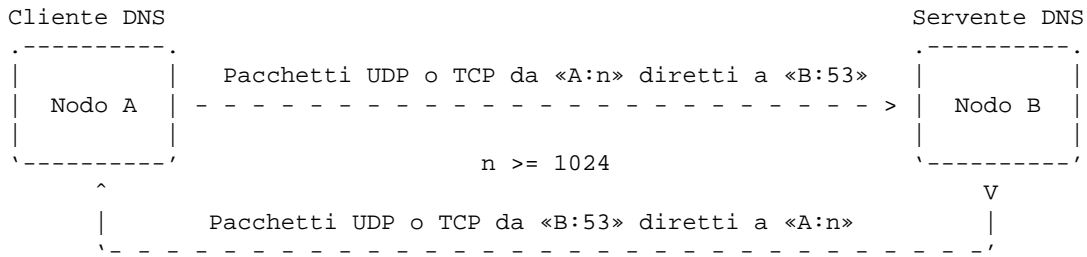 Cliente DNS Servente DNS
Pacchetti UDP o TCP da «A:n» diretti a «B:53»
Nodo A Nodo B
n >= 1024
Pacchetti UDP o TCP da «B:53» diretti a «A:n»